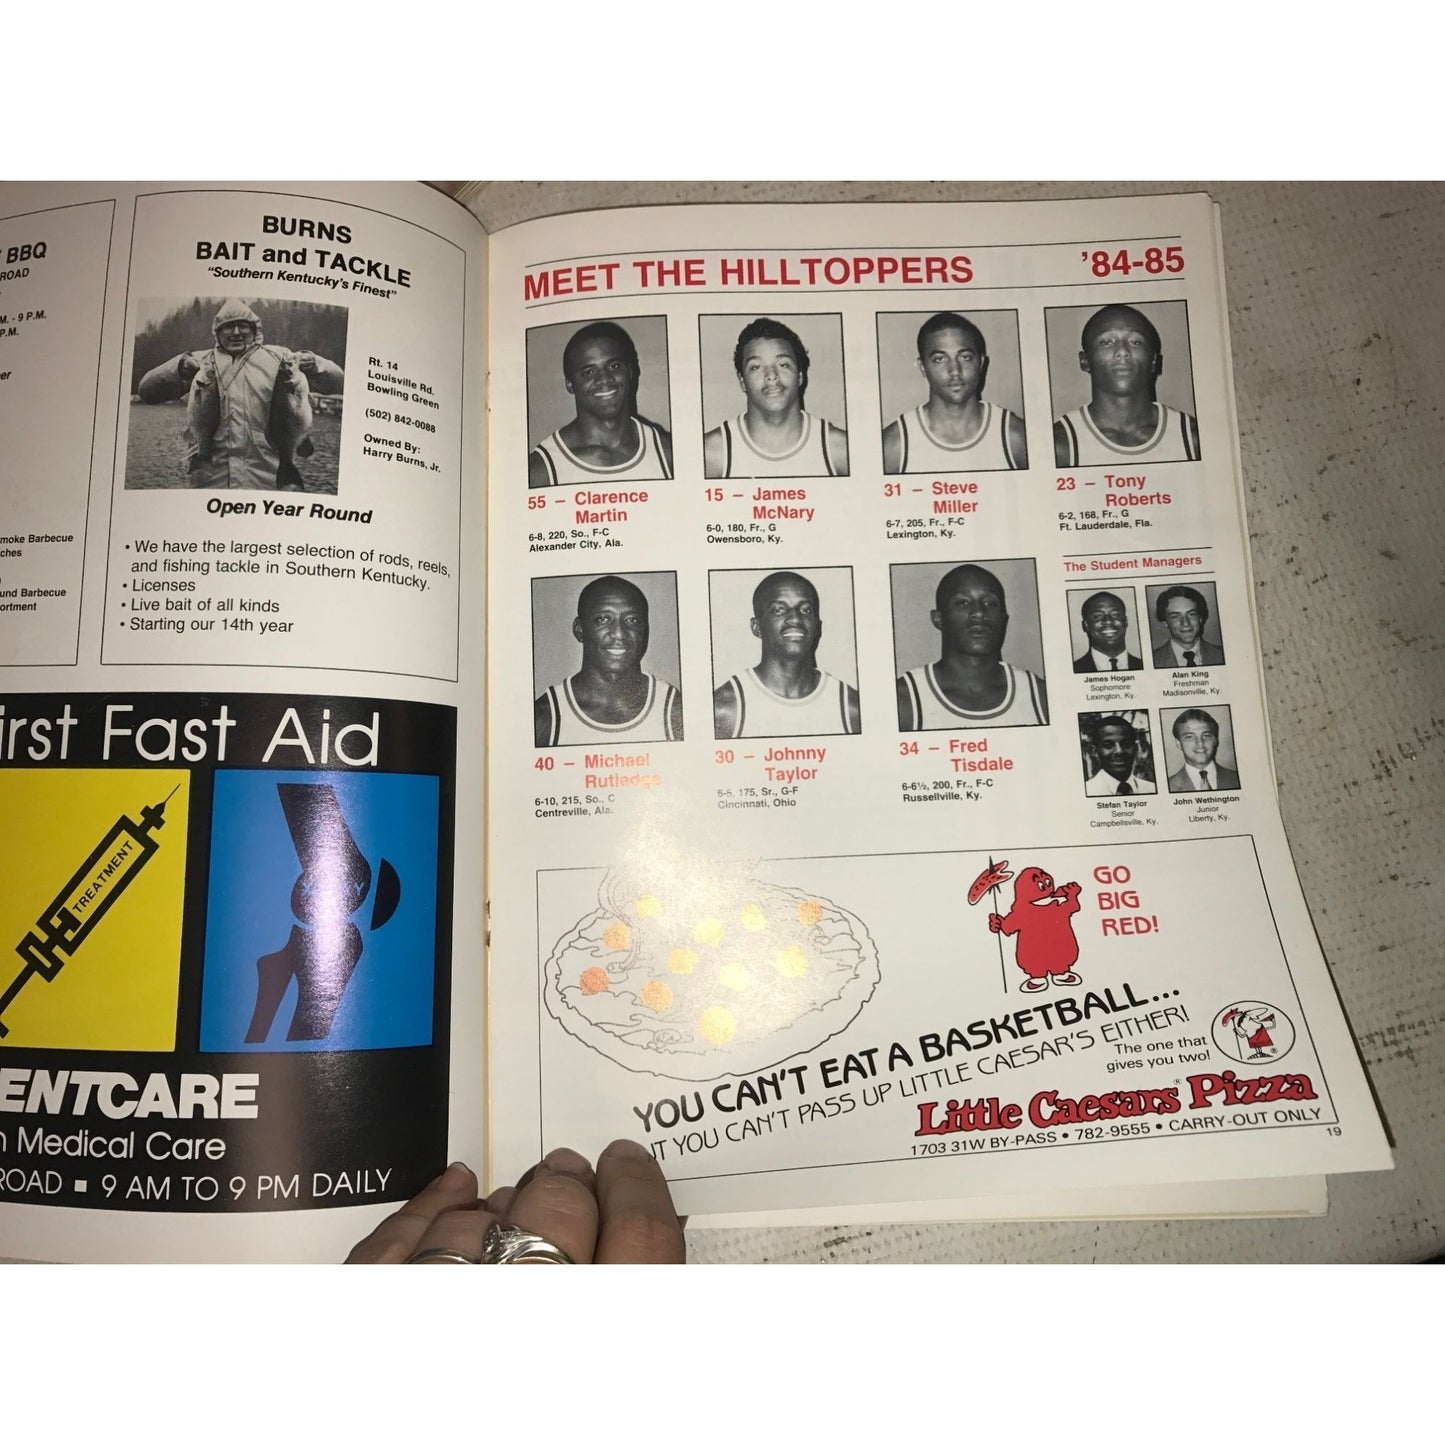 BBQ
ROAD
M. - 9 P.M.
P.M.
moke Barbecue
ches
und Barbecue
ortment
BURNS
BAIT and TACKLE
"Southern Kentucky's Finest"
Rt. 14
Louisville Rd.
Bowling Green
(502) 842-0088
Owned By:
Harry Burns, Jr.
Open Year Round
• We have the largest selection of rods, reels,
and fishing tackle in Southern Kentucky.
• Licenses
• Live bait of all kinds
• Starting our 14th year
irst Fast Aid
TREATMENT
ENTCARE
n Medical Care
ROAD ■ 9 AM TO 9 PM DAILY
MEET THE HILLTOPPERS '84-85
55 – Clarence
Martin
6-8, 220, So., F-C
Alexander City, Ala.
15 – James
McNary
6-0, 180, Fr., G
Owensboro, Ky.
31 – Steve
Miller
6-7, 205, Fr., F-C
Lexington, Ky.
23 – Tony
Roberts
6-2, 168, Fr., G
Ft. Lauderdale, Fla.
40 – Michael
Rutledge
6-10, 215, So., C
Centreville, Ala.
30 – Johnny
Taylor
6-5, 175, Sr., G-F
Cincinnati, Ohio
34 – Fred
Tisdale
6-6½, 200, Fr., F-C
Russellville, Ky.
The Student Managers
James Hogan
Sophomore
Lexington, Ky.
Alan King
Freshman
Madisonville, Ky.
Stefan Taylor
Senior
Campbellsville, Ky.
John Wethington
Junior
Liberty, Ky.
GO
BIG
RED!
YOU CAN'T EAT A BASKETBALL...
UT YOU CAN'T PASS UP LITTLE CAESAR'S EITHER!
The one that
gives you two!
Little Caesars® Pizza
1703 31W BY-PASS • 782-9555 • CARRY-OUT ONLY
19